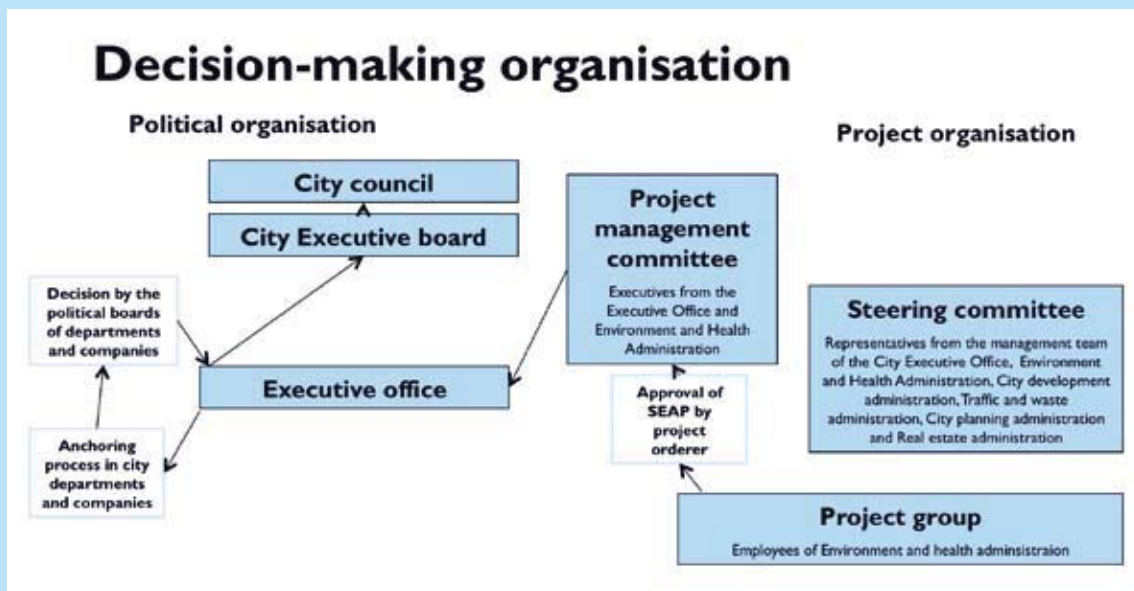 Decision-making organisation
Political organisation
Project organisation
City council
City Executive board
Decision by the
political boards
of departments
and companies
Executive office
Anchoring
process in city
departments
and companies
Project
management
committee
Executives from the
Executive Office and
Environment and Health
Administration
Approval of
SEAP by
project
orderer
Steering committee
Representatives from the management team
of the City Executive Office, Environment
and Health Administration, City development
administration, Traffic and waste
administration, City planning administration
and Real estate administration
Project group
Employees of Environment and health adminsistraion